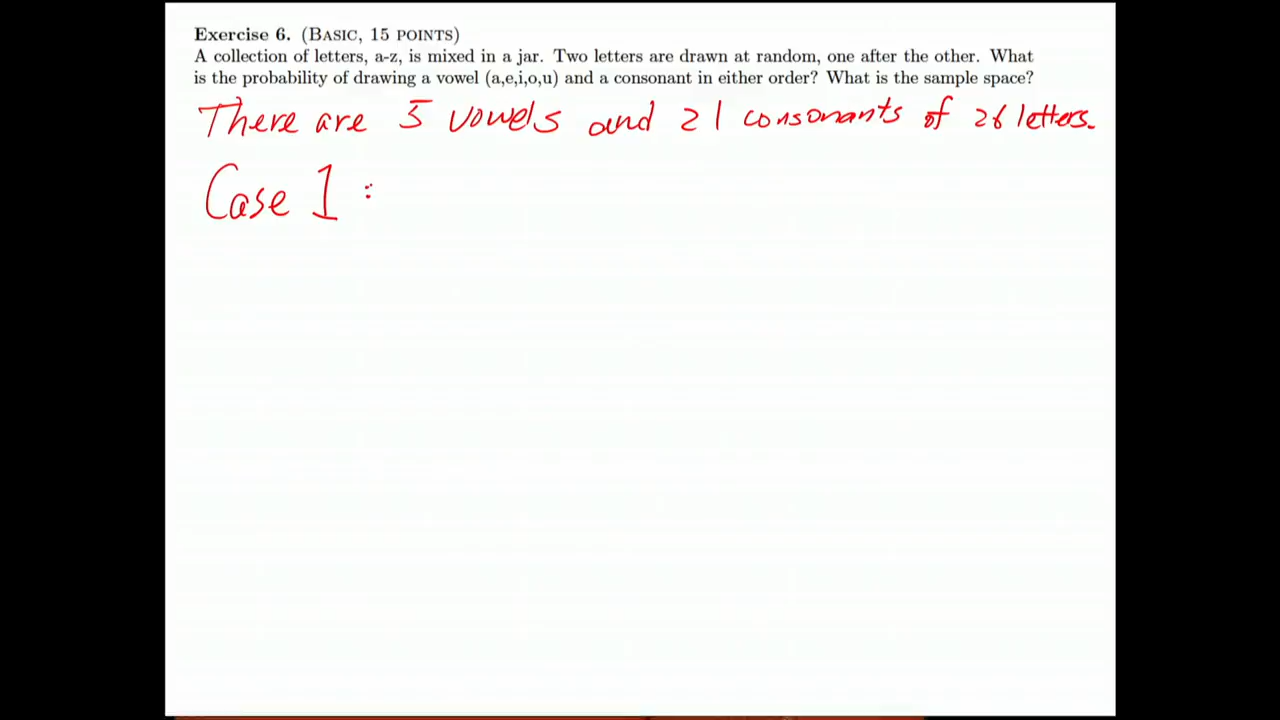 Exercise 6. (BASIC, 15 POINTS)
A collection of letters, a-z, is mixed in a jar. Two letters are drawn at random, one after the other. What
is the probability of drawing a vowel (a,e,i,o,u) and a consonant in either order? What is the sample space?
There are 5 vowels and 21 consonants of 26 letters.
Case 1 :